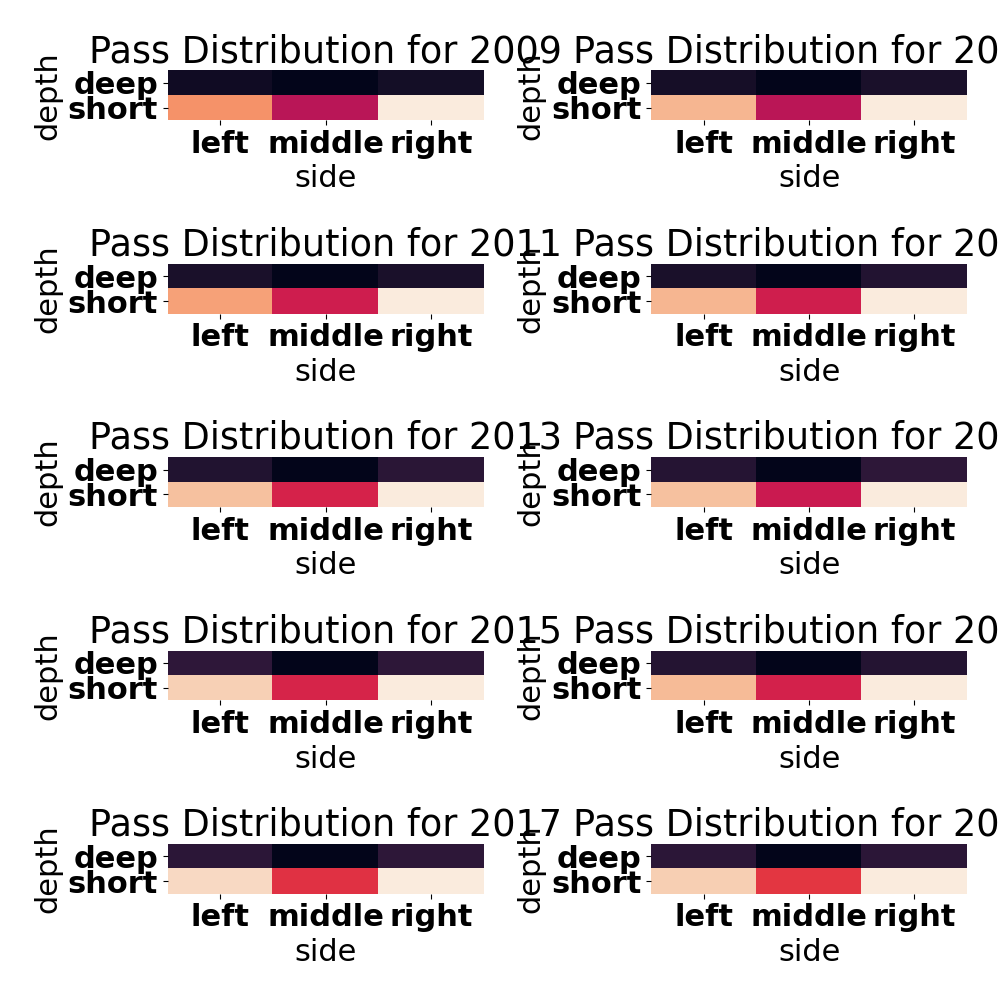 Pass Distribution for 2009
depth
deep
short
left middle right
side
Pass Distribution for 20
depth
deep
short
left middle right
side
Pass Distribution for 2011
depth
deep
short
left middle right
side
Pass Distribution for 20
depth
deep
short
left middle right
side
Pass Distribution for 2013
depth
deep
short
left middle right
side
Pass Distribution for 20
depth
deep
short
left middle right
side
Pass Distribution for 2015
depth
deep
short
left middle right
side
Pass Distribution for 20
depth
deep
short
left middle right
side
Pass Distribution for 2017
depth
deep
short
left middle right
side
Pass Distribution for 20
depth
deep
short
left middle right
side